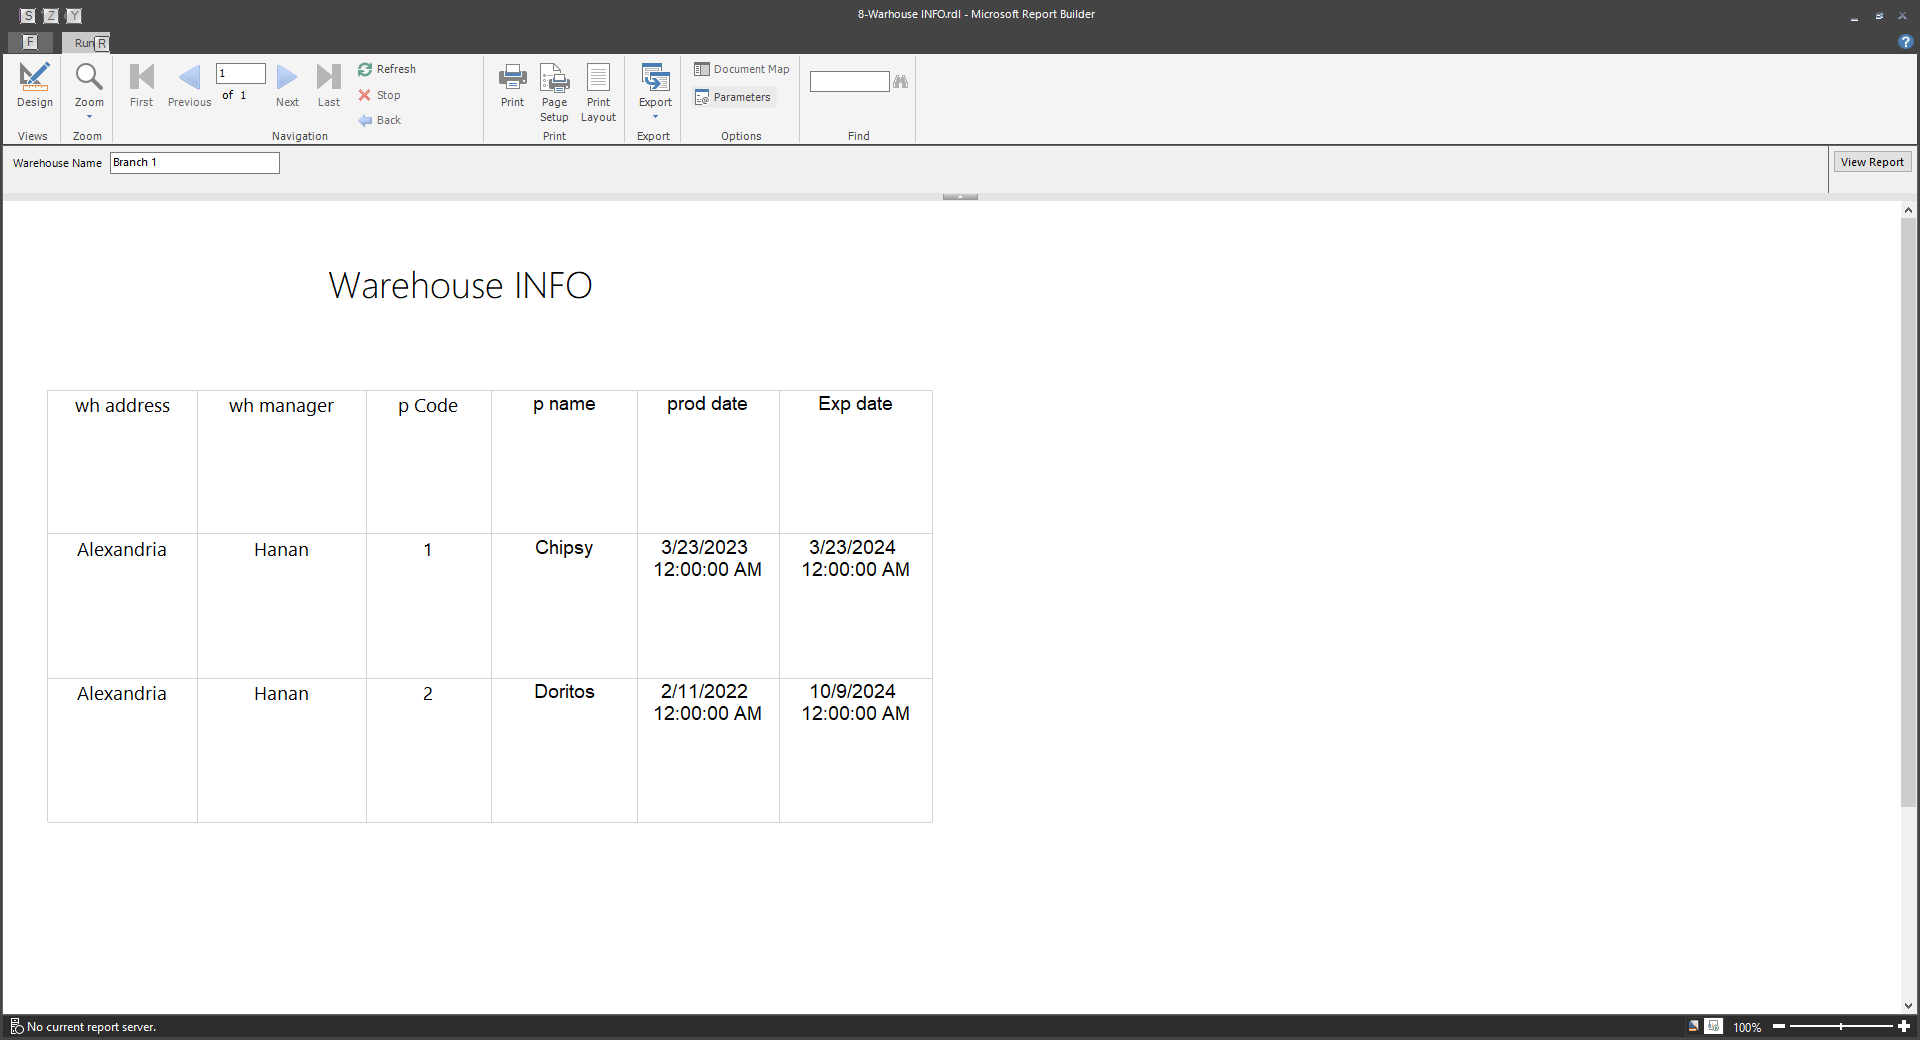 S Z Y
8-Warhouse INFO.rdl - Microsoft Report Builder
F
Run R
Design
Zoom
First
Previous
1
of 1
Next
Last
Refresh
Stop
Back
Print
Page
Setup
Print
Layout
Export
Document Map
Parameters
Views
Zoom
Navigation
Print
Export
Options
Find
Warehouse Name
Branch 1
View Report
Warehouse INFO
wh address wh manager p Code p name prod date Exp date
Alexandria Hanan 1 Chipsy 3/23/2023 3/23/2024
12:00:00 AM 12:00:00 AM
Alexandria Hanan 2 Doritos 2/11/2022 10/9/2024
12:00:00 AM 12:00:00 AM
No current report server.
100%